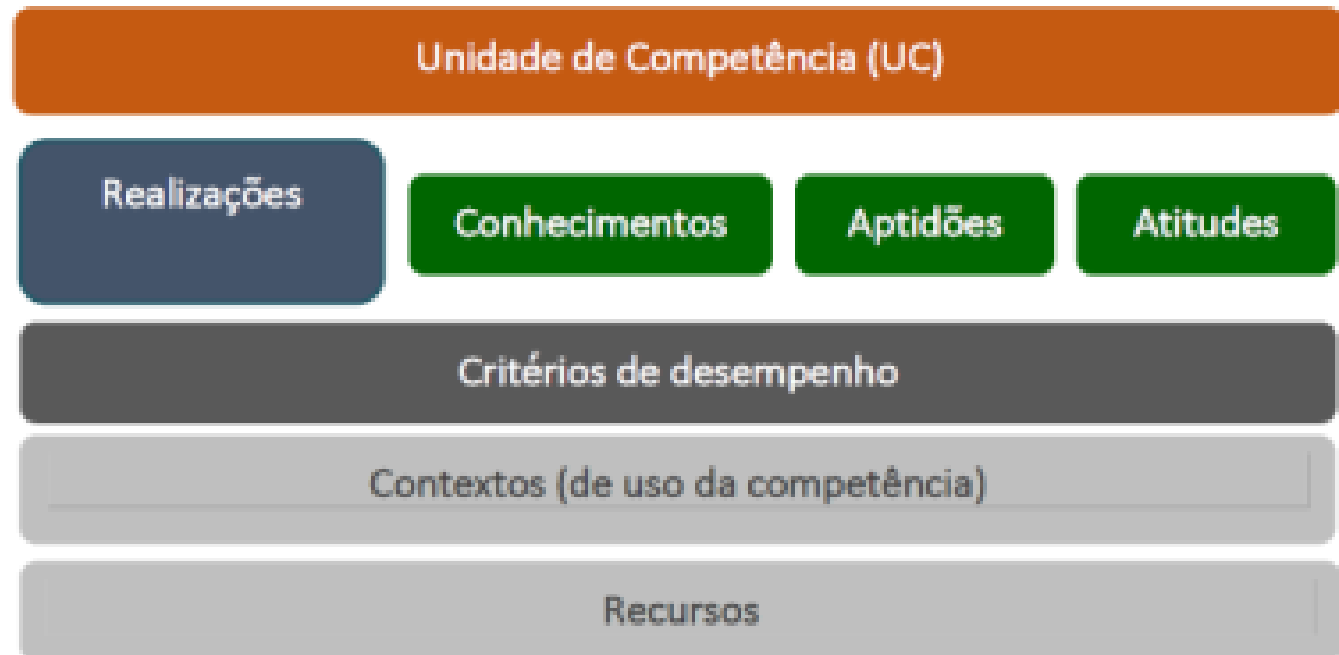 Unidade de Competência (UC)
Realizações
Conhecimentos
Aptidões
Atitudes
Critérios de desempenho
Contextos (de uso da competência)
Recursos